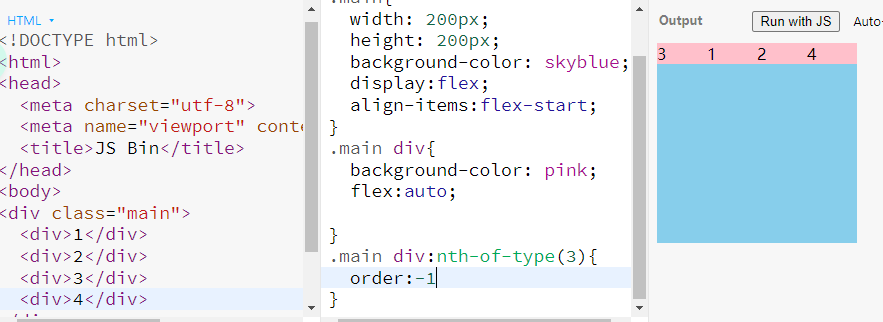 HTML
<!DOCTYPE html>
<html>
<head>
<meta charset="utf-8">
<meta name="viewport" conte
<title>JS Bin</title>
</head>
<body>
<div class="main">
<div>1</div>
<div>2</div>
<div>3</div>
<div>4</div>
.main{
width: 200px;
height: 200px;
background-color: skyblue;
display:flex;
align-items:flex-start;
}
.main div{
background-color: pink;
flex:auto;
}
.main div:nth-of-type(3){
order:-1
}
Output
Run with JS
Auto-
3 1 2 4